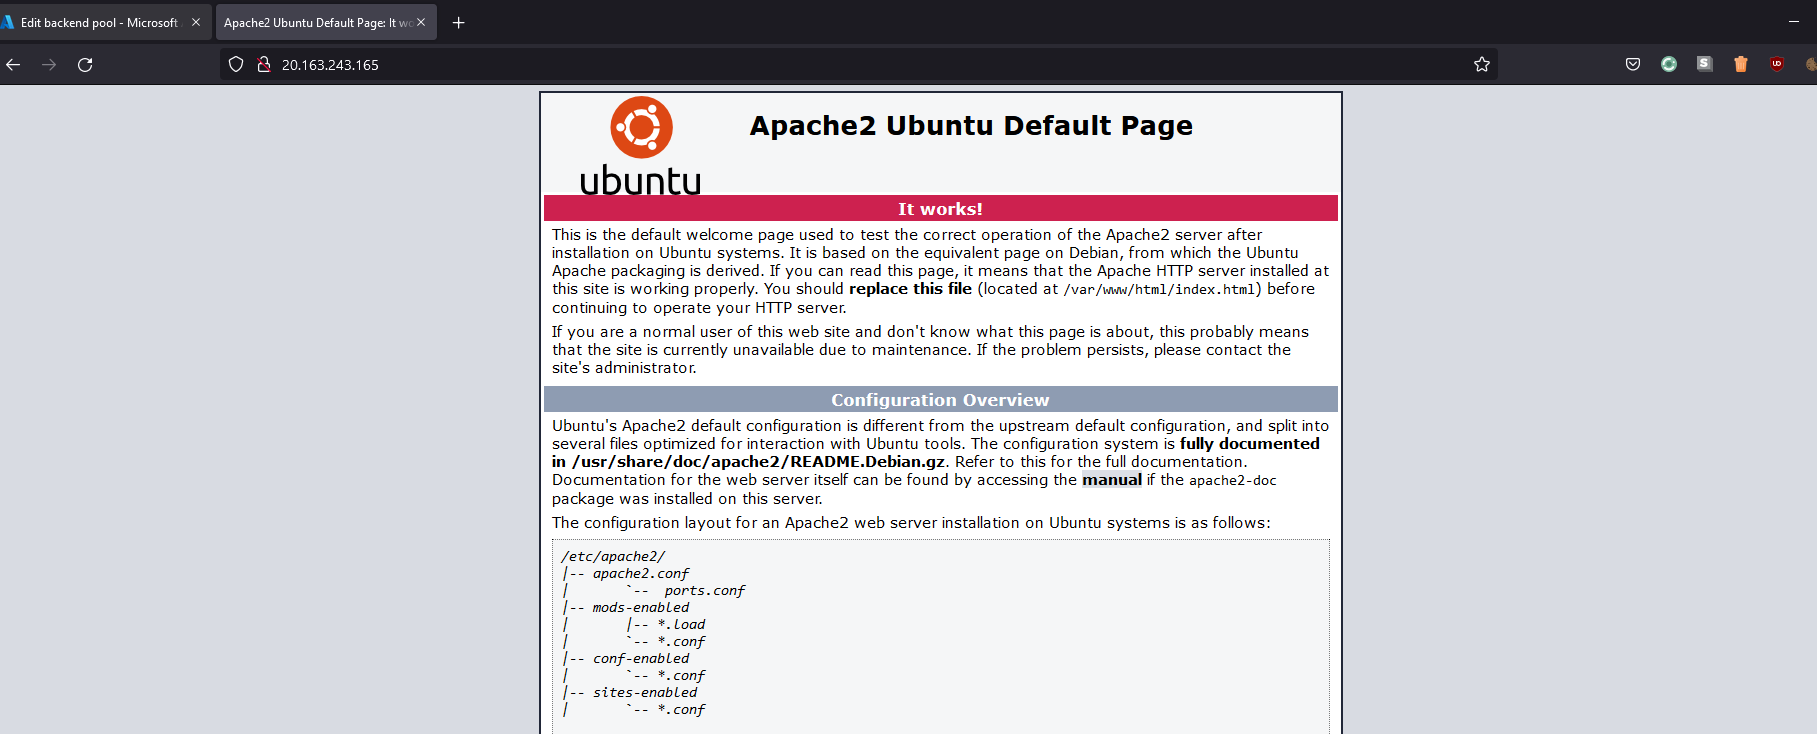 Edit backend pool - Microsoft
Apache2 Ubuntu Default Page: It wo
20.163.243.165
S
UO
Apache2 Ubuntu Default Page
ubuntu
It works!
This is the default welcome page used to test the correct operation of the Apache2 server after
installation on Ubuntu systems. It is based on the equivalent page on Debian, from which the Ubuntu
Apache packaging is derived. If you can read this page, it means that the Apache HTTP server installed at
this site is working properly. You should replace this file (located at /var/www/html/index.html) before
continuing to operate your HTTP server.
If you are a normal user of this web site and don't know what this page is about, this probably means
that the site is currently unavailable due to maintenance. If the problem persists, please contact the
site's administrator.
Configuration Overview
Ubuntu's Apache2 default configuration is different from the upstream default configuration, and split into
several files optimized for interaction with Ubuntu tools. The configuration system is fully documented
in /usr/share/doc/apache2/README.Debian.gz. Refer to this for the full documentation.
Documentation for the web server itself can be found by accessing the manual if the apache2-doc
package was installed on this server.
The configuration layout for an Apache2 web server installation on Ubuntu systems is as follows:
/etc/apache2/
|-- apache2.conf
|       `--  ports.conf
|-- mods-enabled
|       |-- *.load
|       `-- *.conf
|-- conf-enabled
|       `-- *.conf
|-- sites-enabled
|       `-- *.conf